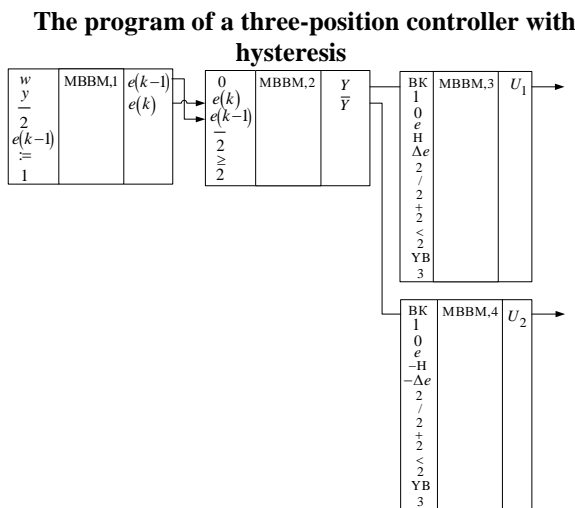 The program of a three-position controller with
hysteresis
w
y
—
2
e(k−1)
:=
1
MBBM,1
e(k−1)
e(k)
0
e(k)
e(k−1)
—
2
≥
2
MBBM,2
Y
Y̅
BK
1
0
e
H
Δe
2
/
2
+
2
<
2
YB
3
MBBM,3
U₁
BK
1
0
e
−H
−Δe
2
/
2
+
2
<
2
YB
3
MBBM,4
U₂